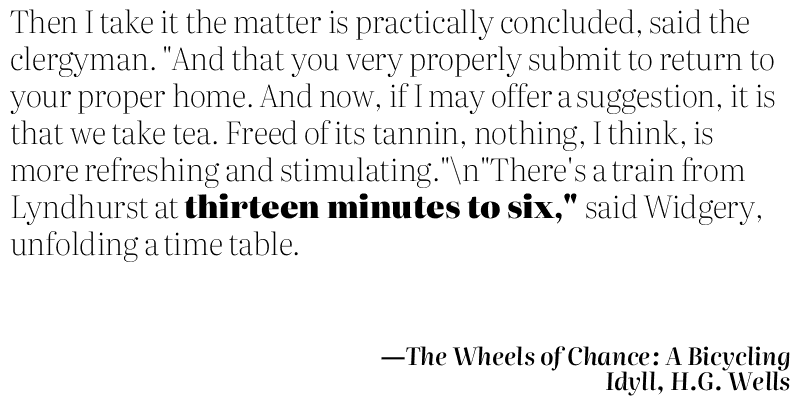 Then I take it the matter is practically concluded, said the
clergyman. "And that you very properly submit to return to
your proper home. And now, if I may offer a suggestion, it is
that we take tea. Freed of its tannin, nothing, I think, is
more refreshing and stimulating."\n"There's a train from
Lyndhurst at thirteen minutes to six," said Widgery,
unfolding a time table.
—The Wheels of Chance: A Bicycling
Idyll, H.G. Wells